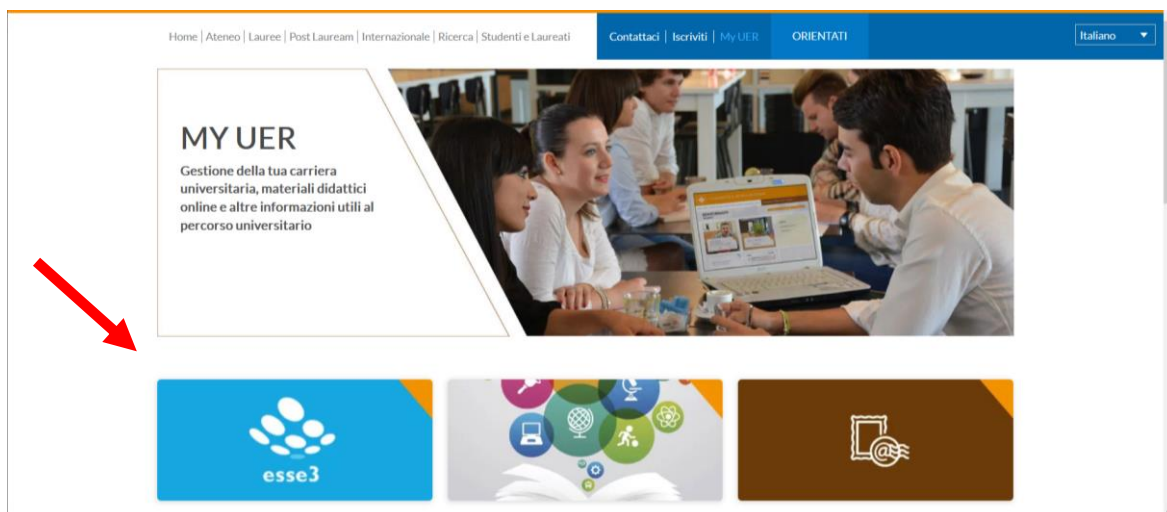 Home | Ateneo | Lauree | Post Lauream | Internazionale | Ricerca | Studenti e Laureati Contattaci | Iscriviti | My UER ORIENTATI Italiano
MY UER
Gestione della tua carriera
universitaria, materiali didattici
online e altre informazioni utili al
percorso universitario
esse3
@